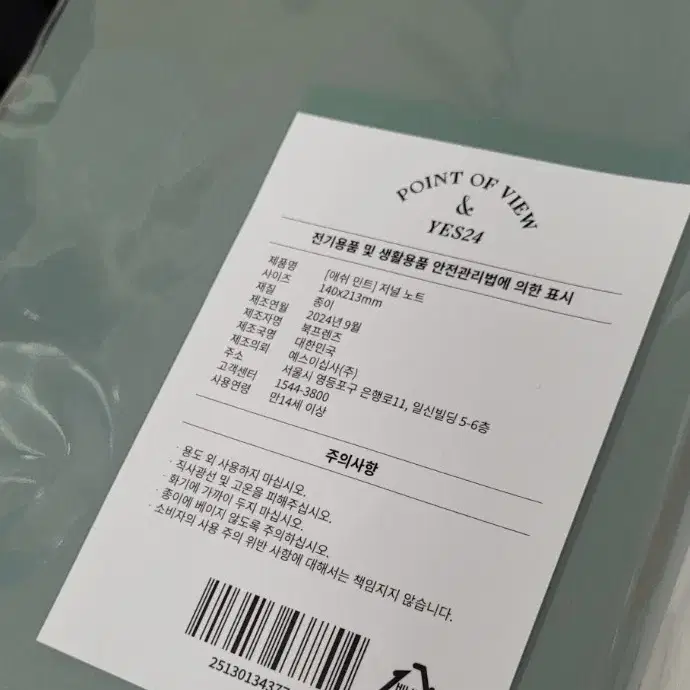 POINT OF VIEW
&
YES24
전기용품 및 생활용품 안전관리법에 의한 표시
제품명 [애쉬 민트] 저널 노트
사이즈 140x213mm
재질 종이
제조연월 2024년 9월
제조자명 북프렌즈
제조국명 대한민국
제조의뢰 예스이십사(주)
주소 서울시 영등포구 은행로11, 일신빌딩 5-6층
고객센터 1544-3800
사용연령 만14세 이상
주의사항
· 용도 외 사용하지 마십시오.
· 직사광선 및 고온을 피해주십시오.
· 화기에 가까이 두지 마십시오.
· 종이에 베이지 않도록 주의하십시오.
· 소비자의 사용 주의 위반 사항에 대해서는 책임지지 않습니다.